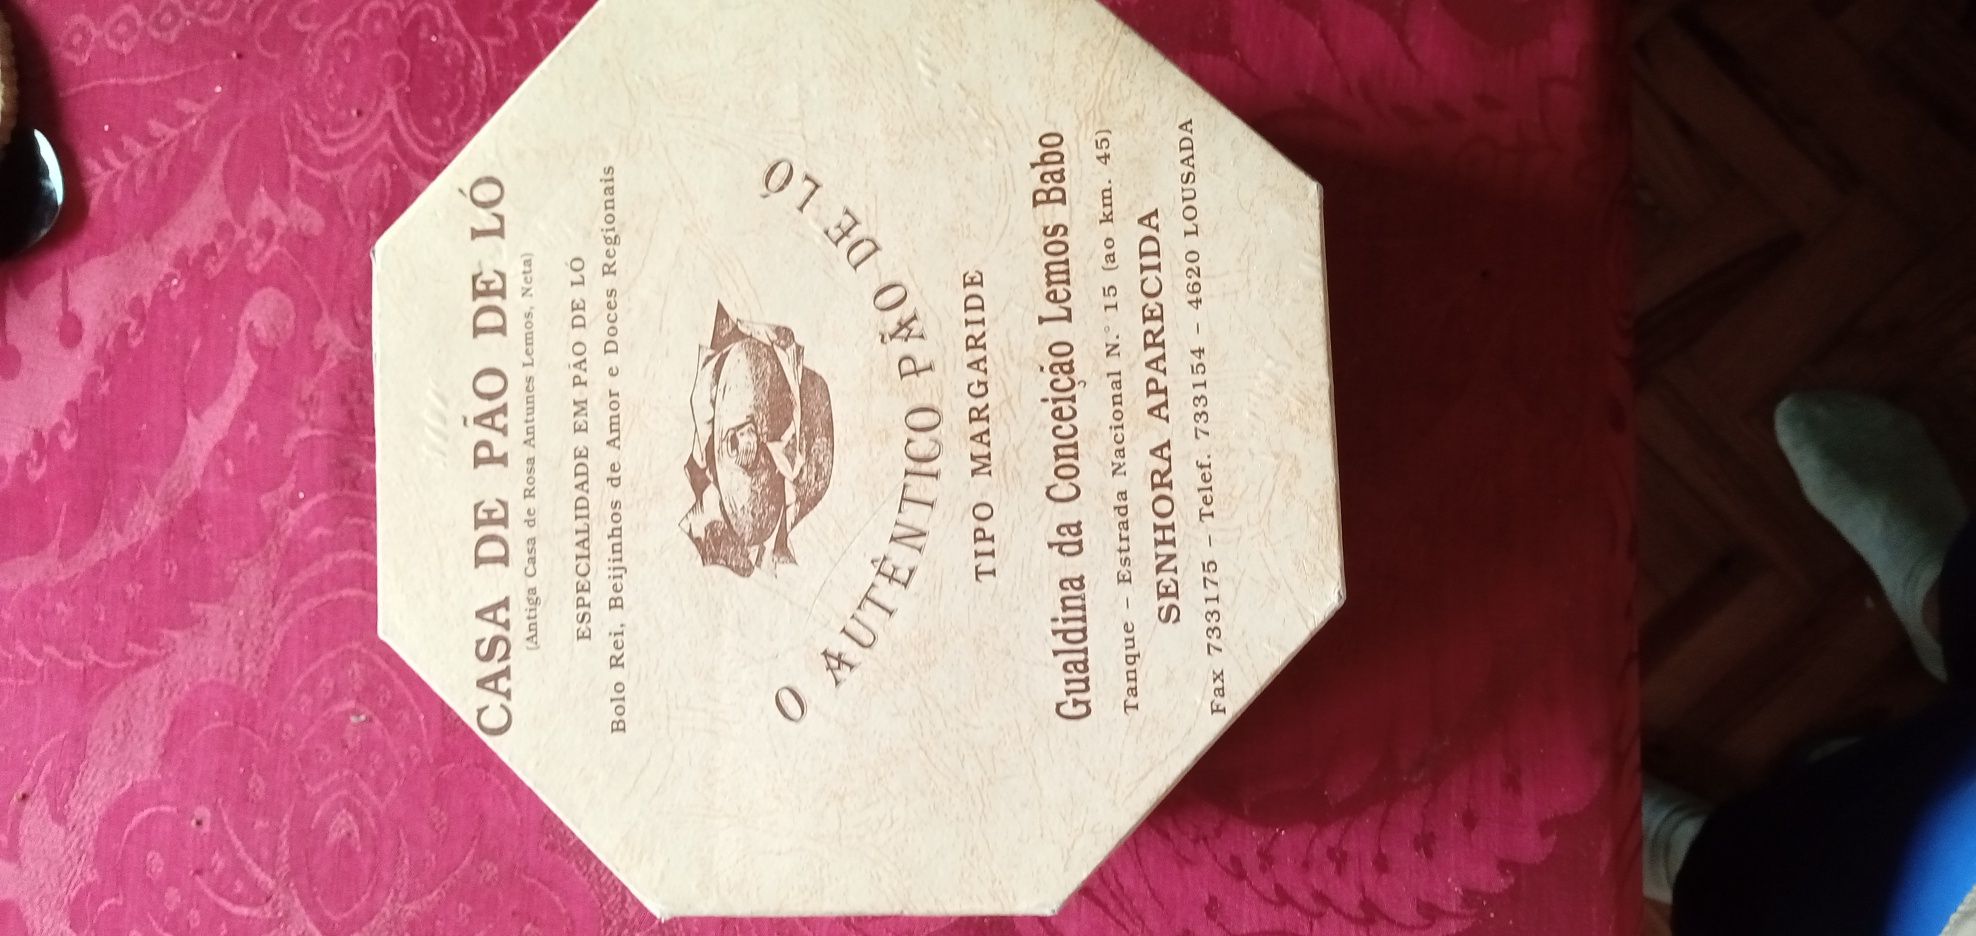 CASA DE PÃO DE LÓ
(Antiga Casa de Rosa Antunes Lemos, Neta)
ESPECIALIDADE EM PÃO DE LÓ
Bolo Rei, Beijinhos de Amor e Doces Regionais
O AUTÊNTICO PÃO DE LÓ
TIPO MARGARIDE
Gualdina da Conceição Lemos Babo
Tanque – Estrada Nacional N.° 15 (ao km. 45)
SENHORA APARECIDA
Fax 7331175 – Telef. 733154 – 4620 LOUSADA